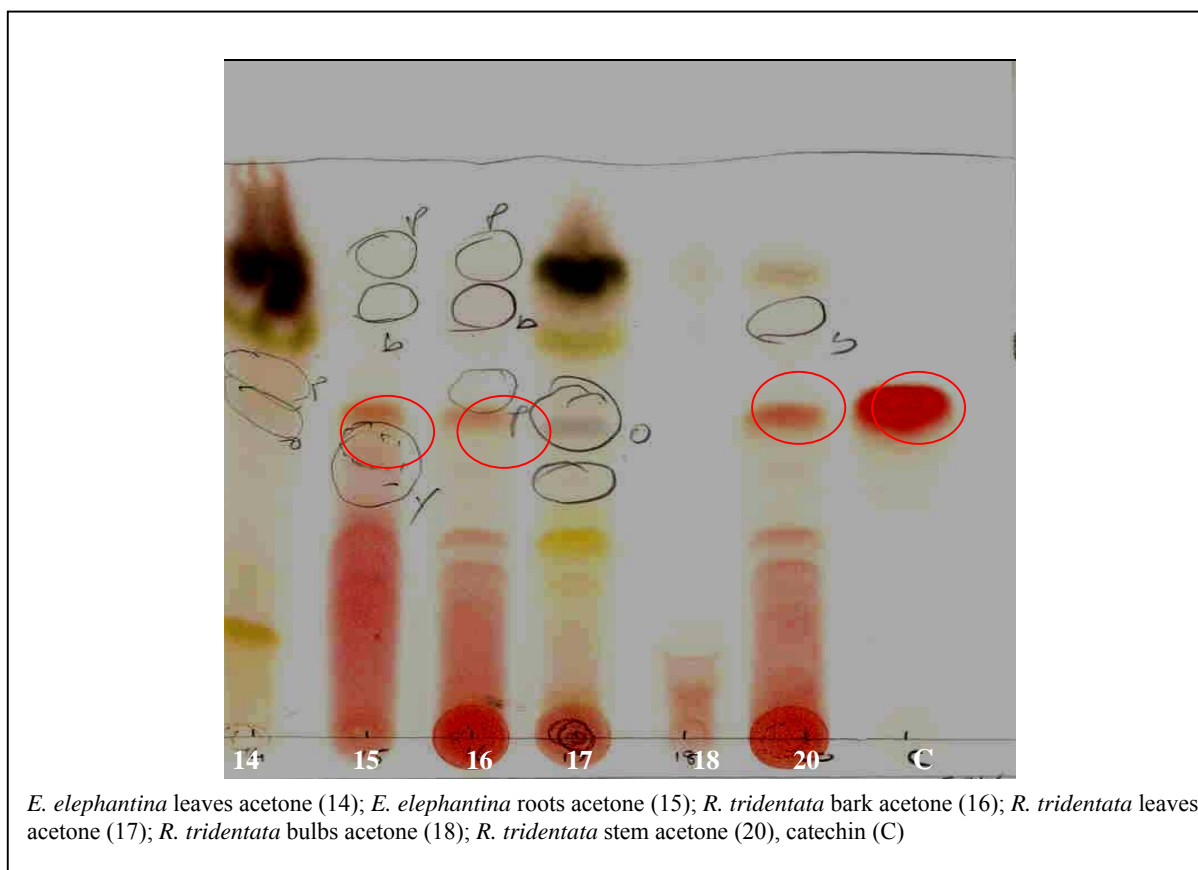 P
P
b
b
P
P
S
O
Y
14
15
16
17
18
18
20
C
C
E. elephantina leaves acetone (14); E. elephantina roots acetone (15); R. tridentata bark acetone (16); R. tridentata leaves
acetone (17); R. tridentata bulbs acetone (18); R. tridentata stem acetone (20), catechin (C)